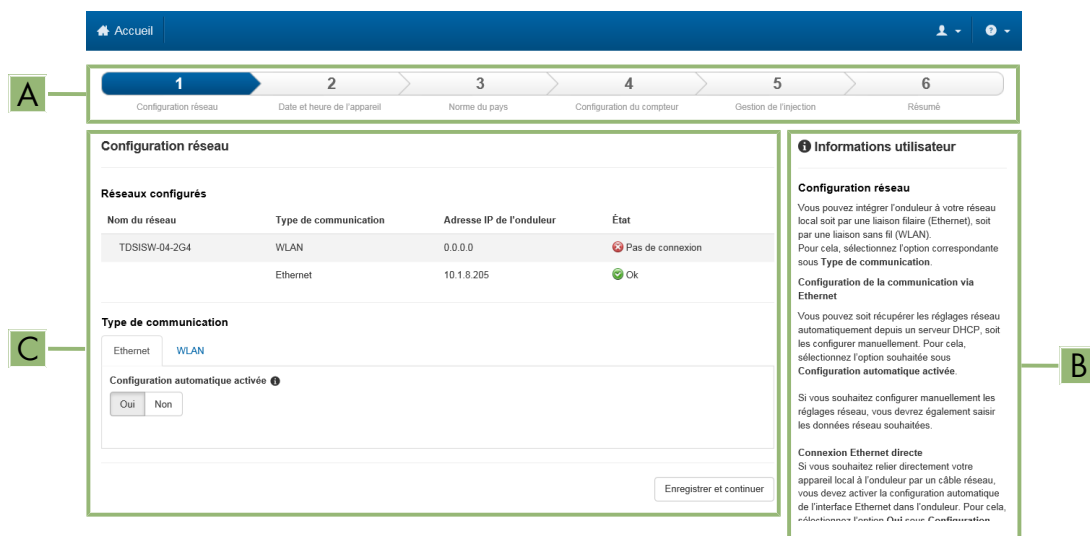 Accueil
A
1 2 3 4 5 6
Configuration réseau Date et heure de l'appareil Norme du pays Configuration du compteur Gestion de l'injection Résumé
Configuration réseau
Réseaux configurés
Nom du réseau Type de communication Adresse IP de l'onduleur État
TDSISW-04-2G4 WLAN 0.0.0.0 Pas de connexion
Ethernet 10.1.8.205 Ok
C
Type de communication
Ethernet WLAN
Configuration automatique activée
Oui Non
Enregistrer et continuer
Informations utilisateur
Configuration réseau
Vous pouvez intégrer l'onduleur à votre réseau
local soit par une liaison filaire (Ethernet), soit
par une liaison sans fil (WLAN).
Pour cela, sélectionnez l'option correspondante
sous Type de communication.
Configuration de la communication via
Ethernet
Vous pouvez soit récupérer les réglages réseau
automatiquement depuis un serveur DHCP, soit
les configurer manuellement. Pour cela,
sélectionnez l'option souhaitée sous
Configuration automatique activée.
B
Si vous souhaitez configurer manuellement les
réglages réseau, vous devrez également saisir
les données réseau souhaitées.
Connexion Ethernet directe
Si vous souhaitez relier directement votre
appareil local à l'onduleur par un câble réseau,
vous devez activer la configuration automatique
de l'interface Ethernet dans l'onduleur. Pour cela,
sélectionnez l'option Oui sous Configuration